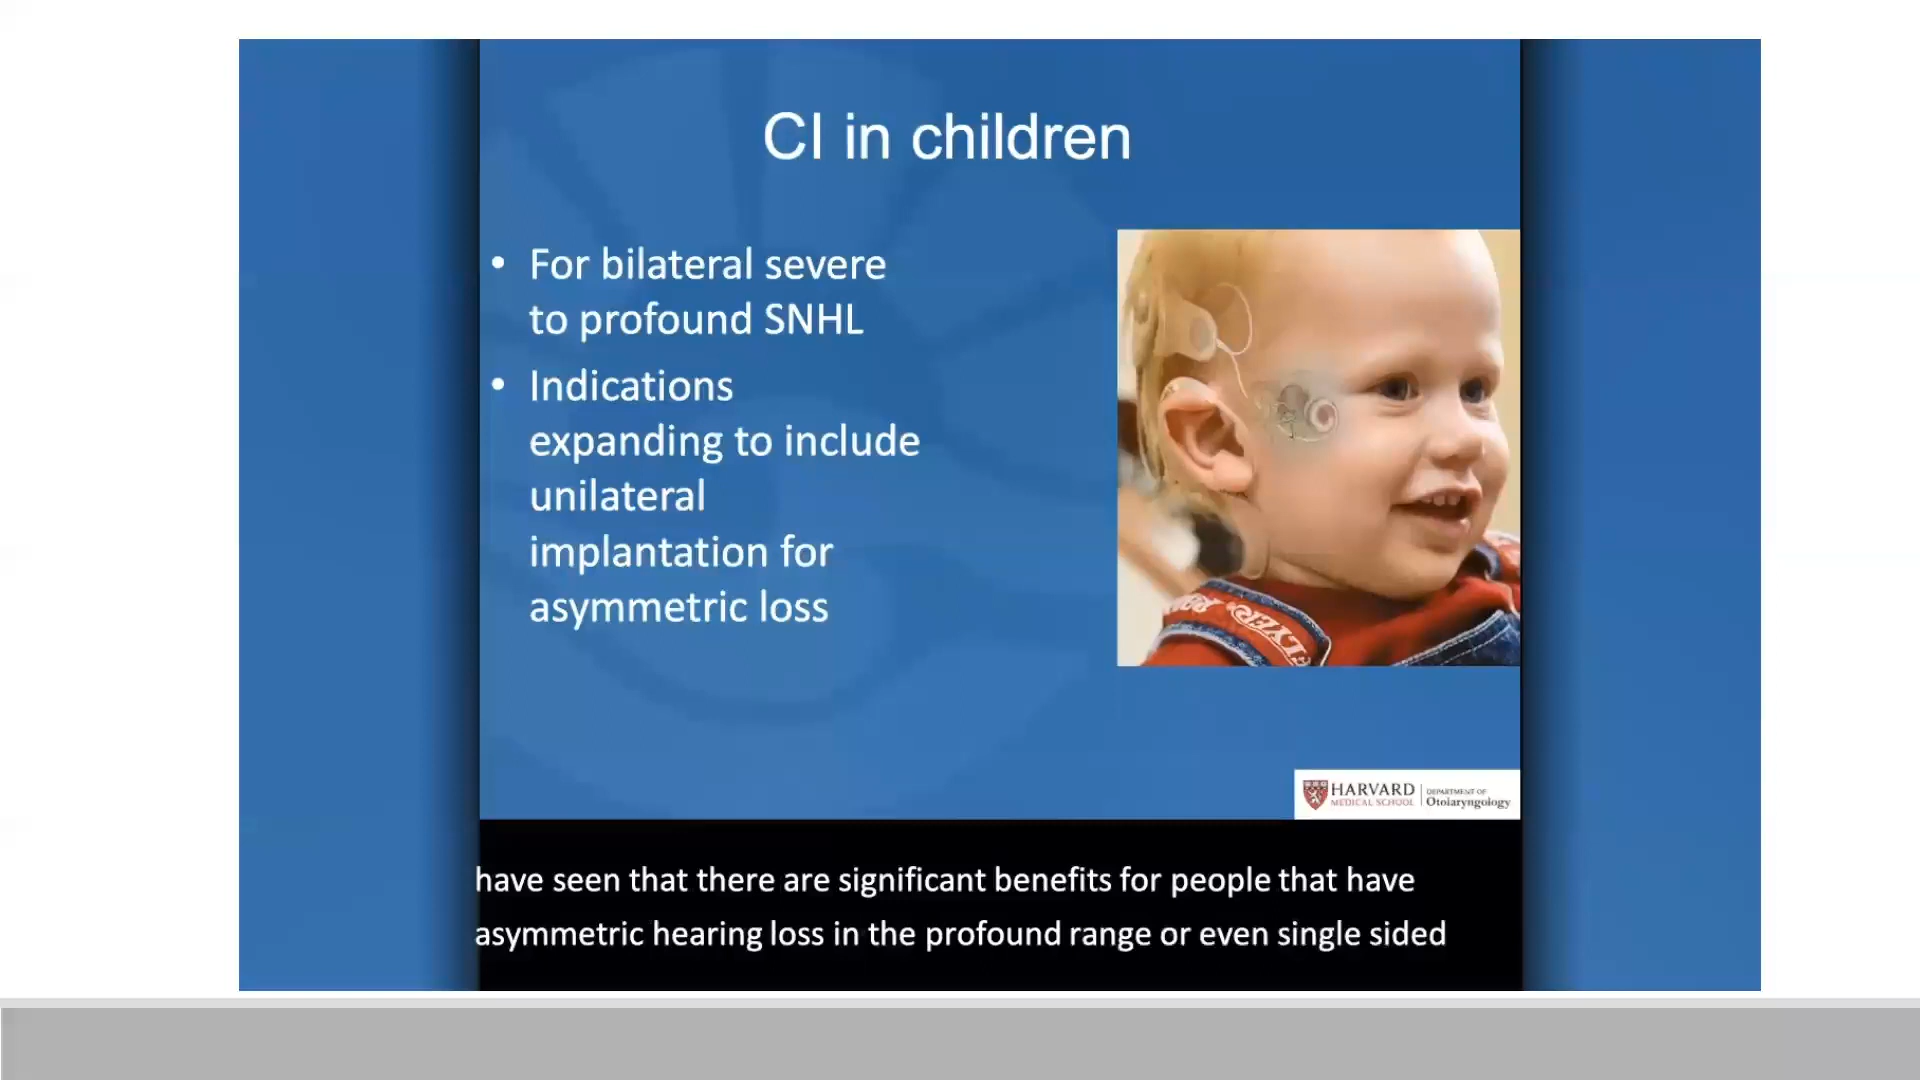 CI in children
• For bilateral severe
to profound SNHL
• Indications
expanding to include
unilateral
implantation for
asymmetric loss
HARVARD
MEDICAL SCHOOL
DEPARTMENT OF
Otolaryngology
have seen that there are significant benefits for people that have
asymmetric hearing loss in the profound range or even single sided